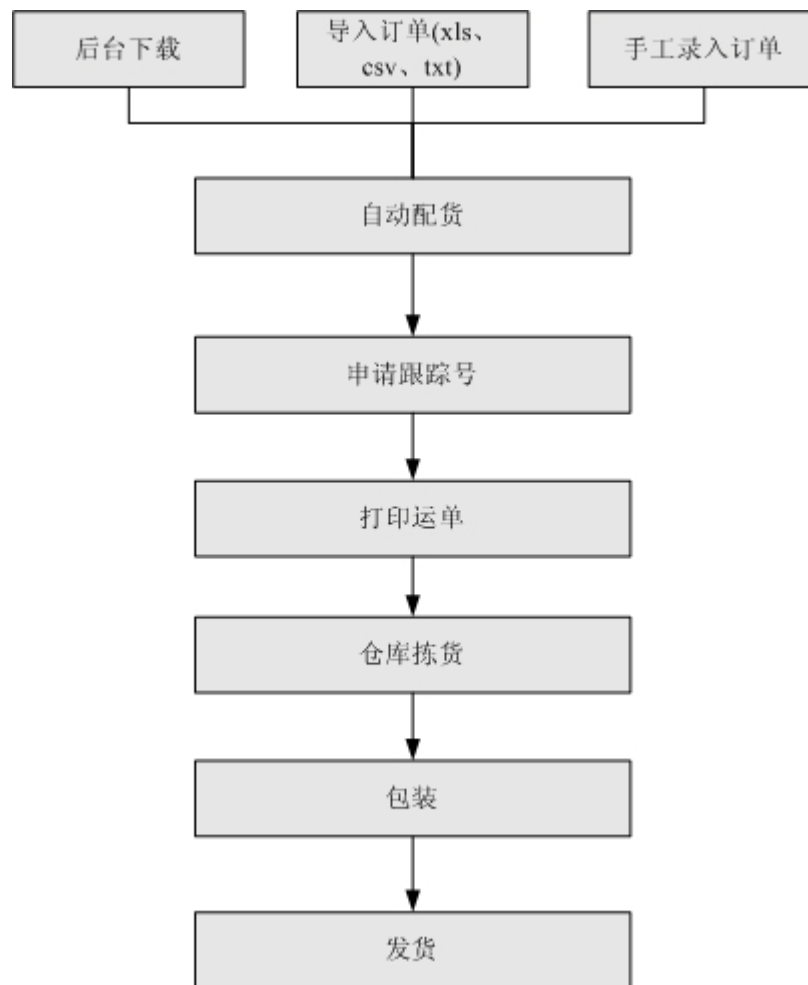 后台下载
导入订单(xls、
csv、txt)
手工录入订单
自动配货
申请跟踪号
打印运单
仓库拣货
包装
发货